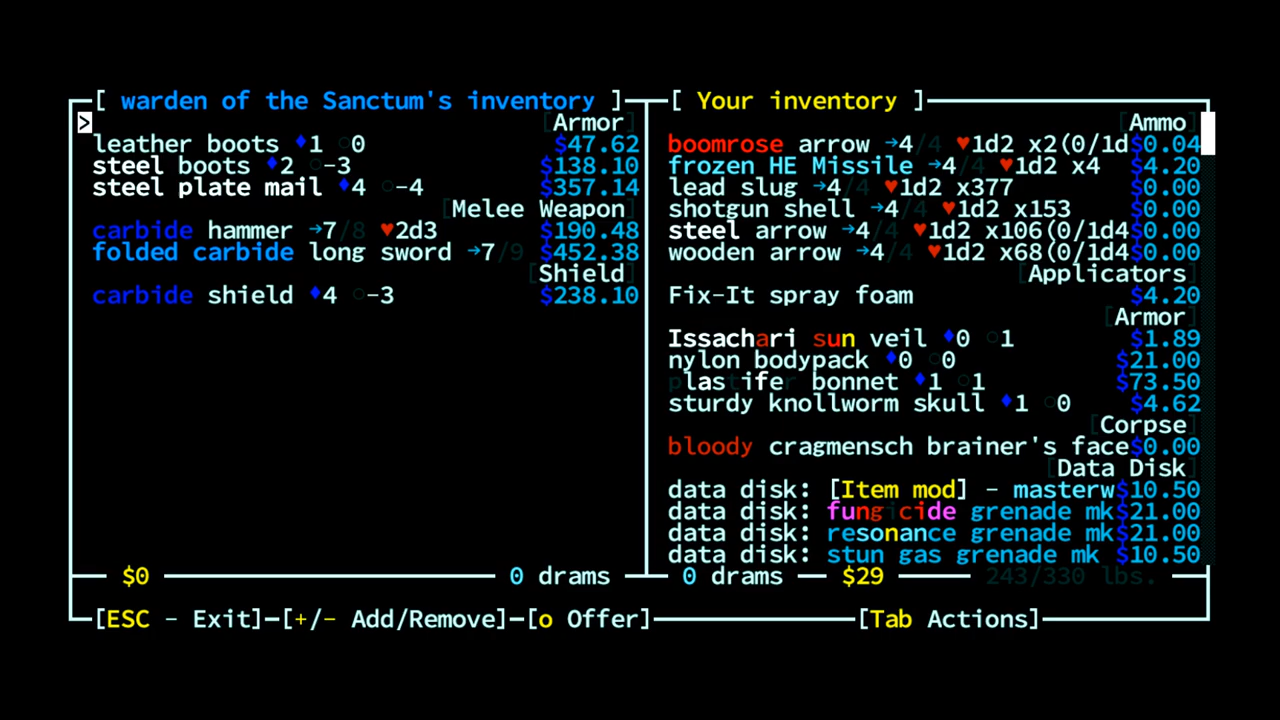 [ warden of the Sanctum's inventory ]
[Armor]
>
leather boots ♦1 ○0 $47.62
steel boots ♦2 ○-3 $138.10
steel plate mail ♦4 ○-4 $357.14
[Melee Weapon]
carbide hammer →7/8 ♥2d3 $190.48
folded carbide long sword →7/9 $452.38
[Shield]
carbide shield ♦4 ○-3 $238.10
$0 0 drams
[ Your inventory ]
[Ammo]
boomrose arrow →4/4 ♥1d2 x2(0/1d$0.04
frozen HE Missile →4/4 ♥1d2 x4 $4.20
lead slug →4/4 ♥1d2 x377 $0.00
shotgun shell →4/4 ♥1d2 x153 $0.00
steel arrow →4/4 ♥1d2 x106(0/1d4$0.00
wooden arrow →4/4 ♥1d2 x68(0/1d4$0.00
[Applicators]
Fix-It spray foam $4.20
[Armor]
Issachari sun veil ♦0 ○1 $1.89
nylon bodypack ♦0 ○0 $21.00
plastifer bonnet ♦1 ○1 $73.50
sturdy knollworm skull ♦1 ○0 $4.62
[Corpse]
bloody cragmensch brainer's face$0.00
[Data Disk]
data disk: [Item mod] - masterw$10.50
data disk: fungicide grenade mk$21.00
data disk: resonance grenade mk$21.00
data disk: stun gas grenade mk $10.50
0 drams $29 243/330 lbs.
[ESC - Exit]-[+/- Add/Remove]-[o Offer] [Tab Actions]